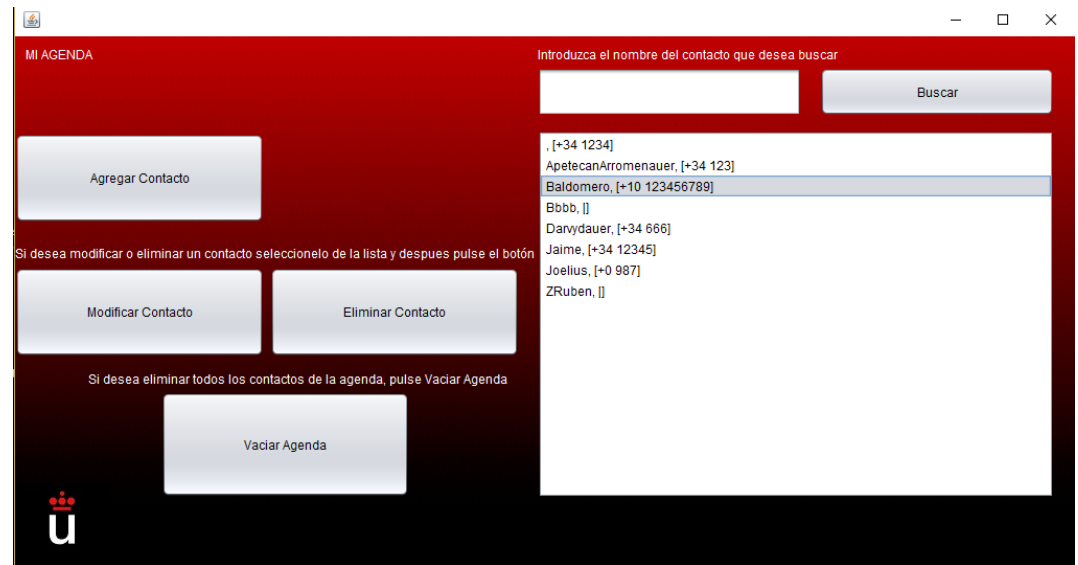 MI AGENDA
Introduzca el nombre del contacto que desea buscar
Buscar
Agregar Contacto
Si desea modificar o eliminar un contacto seleccionelo de la lista y despues pulse el botón
Modificar Contacto
Eliminar Contacto
Si desea eliminar todos los contactos de la agenda, pulse Vaciar Agenda
Vaciar Agenda
, [+34 1234]
ApetecanArromenauer, [+34 123]
Baldomero, [+10 123456789]
Bbbb, []
Darvydauer, [+34 666]
Jaime, [+34 12345]
Joelius, [+0 987]
ZRuben, []
u